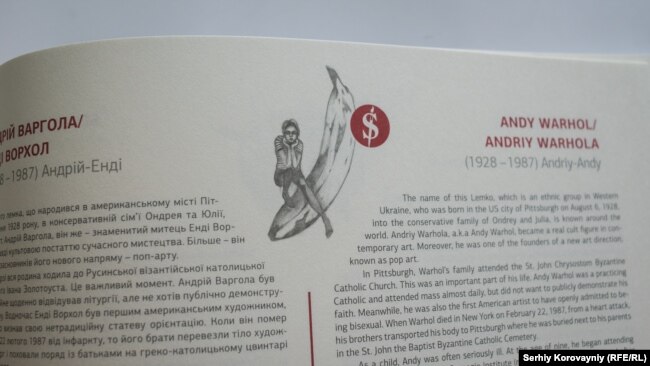 РІЙ ВАРГОЛА/
ВОРХОЛ
1987) Андрій-Енді
лемка, що народився в американському місті Піт-
ня 1928 року, в консервативній сім’ї Ондрея та Юлії,
Андрій Варгола, він же – знаменитий митець Енді Вор-
культовою постаттю сучасного мистецтва. Більше – він
нового напряму – поп-арту.
вся родина ходила до Русинської візантійської католицької
Івана Золотоуста. Це важливий момент. Андрій Варгола був
щоденно відвідував літургії, але не хотів публічно демонстру-
Водночас Енді Ворхол був першим американським художником,
визнав свою нетрадиційну статеву орієнтацію. Коли він помер
лютого 1987 від інфаркту, то його брати перевезли тіло худож-
поховали поряд із батьками на греко-католицькому цвинтарі
$
ANDY WARHOL/
ANDRIY WARHOLA
(1928 –1987) Andriy-Andy
The name of this Lemko, which is an ethnic group in Western
Ukraine, who was born in the US city of Pittsburgh on August 6, 1928,
into the conservative family of Ondrey and Julia, is known around the
world. Andriy Warhola, a.k.a Andy Warhol, became a real cult figure in con-
temporary art. Moreover, he was one of the founders of a new art direction,
known as pop art.
In Pittsburgh, Warhol's family attended the St. John Chrysostom Byzantine
Catholic Church. This was an important part of his life. Andy Warhol was a practicing
Catholic and attended mass almost daily, but did not want to publicly demonstrate his
faith. Meanwhile, he was also the first American artist to have openly admitted to be-
ing bisexual. When Warhol died in New York on February 22, 1987, from a heart attack,
his brothers transported his body to Pittsburgh where he was buried next to his parents
in the St. John the Baptist Byzantine Catholic Cemetery.
As a child, Andy was often seriously ill. At the age of nine, he began attending
Serhiy Korovayniy (RFE/RL)